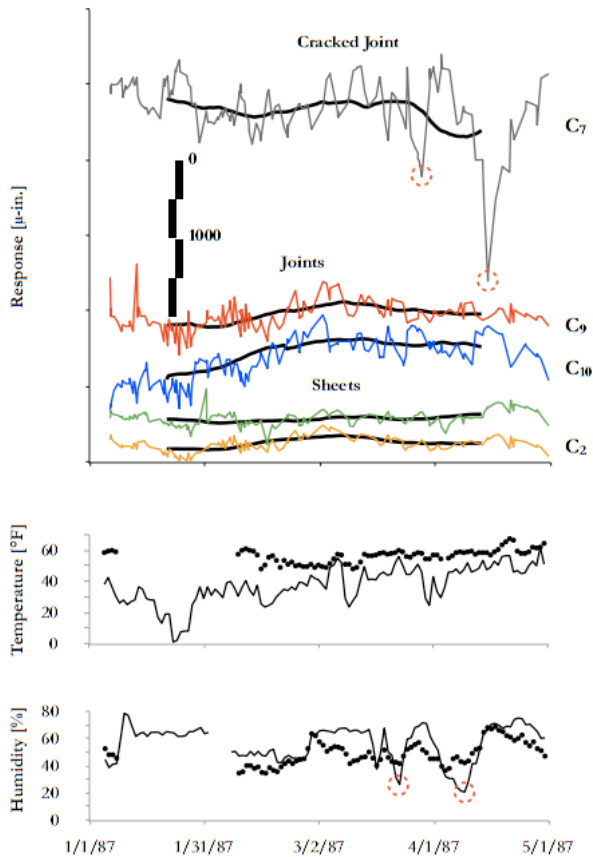 Cracked Joint
C7
0
1000
Response [μ-in.]
Joints
C9
C10
Sheets
C2
Temperature [°F]
60
40
20
0
Humidity [%]
80
60
40
20
0
1/1/87 1/31/87 3/2/87 4/1/87 5/1/87